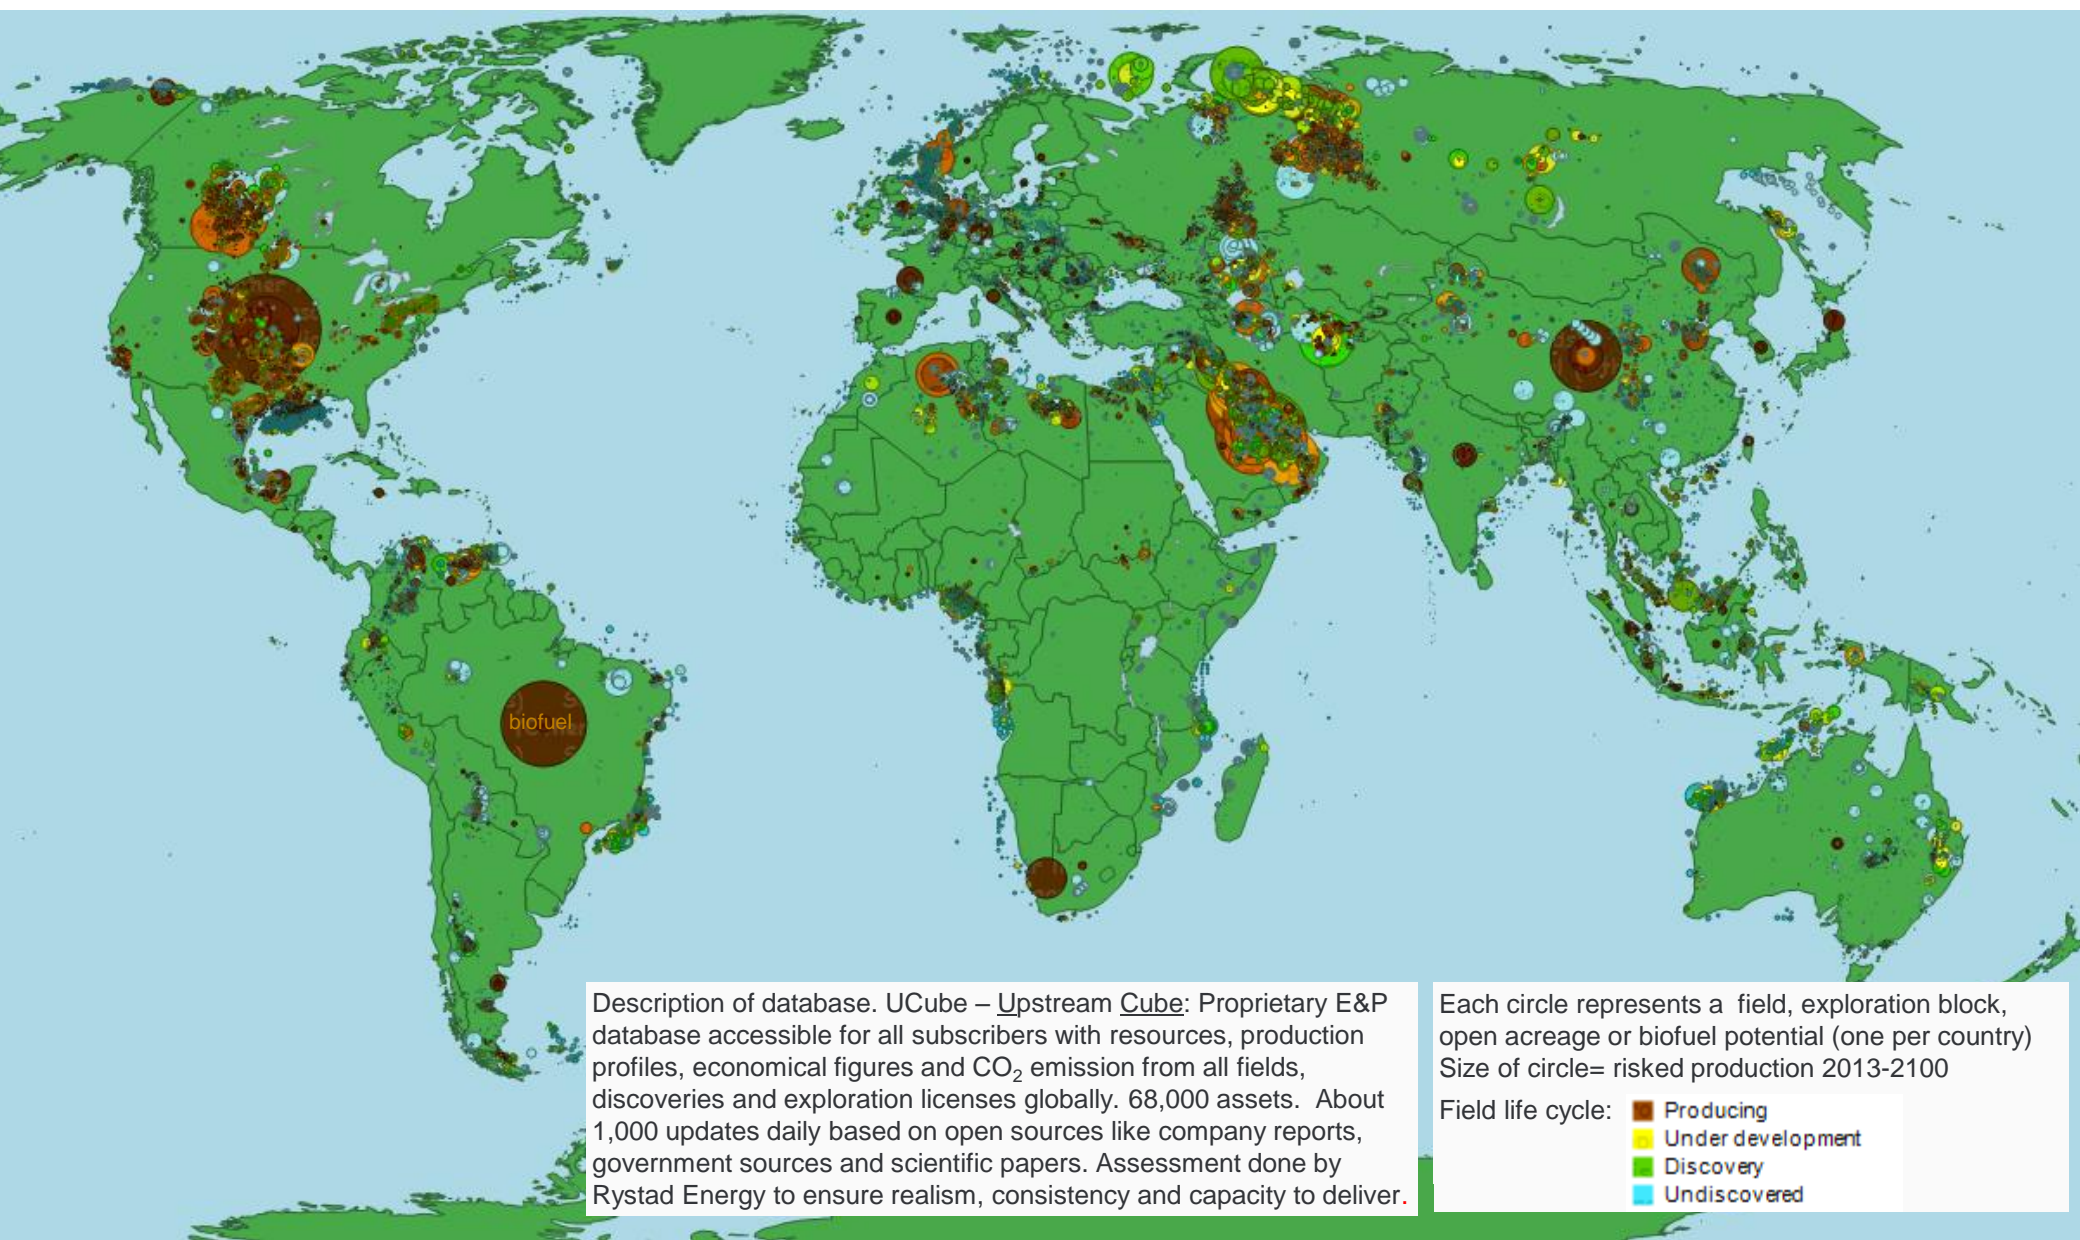 biofuel
Description of database. UCube – Upstream Cube: Proprietary E&P
database accessible for all subscribers with resources, production
profiles, economical figures and CO2 emission from all fields,
discoveries and exploration licenses globally. 68,000 assets.  About
1,000 updates daily based on open sources like company reports,
government sources and scientific papers. Assessment done by
Rystad Energy to ensure realism, consistency and capacity to deliver.
Each circle represents a  field, exploration block,
open acreage or biofuel potential (one per country)
Size of circle= risked production 2013-2100
Field life cycle:
Producing
Under development
Discovery
Undiscovered